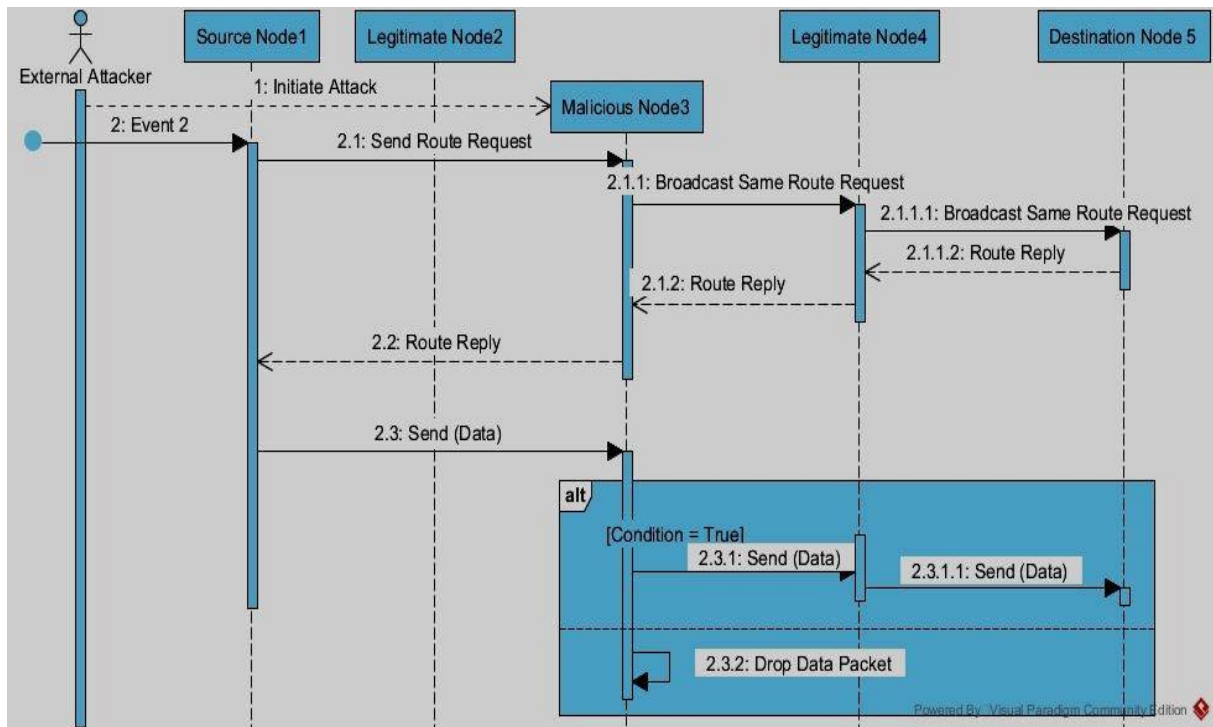 Source Node1
Legitimate Node2
Legitimate Node4
Destination Node 5
External Attacker
1: Initiate Attack
Malicious Node3
2: Event 2
2.1: Send Route Request
2.1.1: Broadcast Same Route Request
2.1.1.1: Broadcast Same Route Request
2.1.1.2: Route Reply
2.1.2: Route Reply
2.2: Route Reply
2.3: Send (Data)
alt
[Condition = True]
2.3.1: Send (Data)
2.3.1.1: Send (Data)
2.3.2: Drop Data Packet
Powered By Visual Paradigm Community Edition